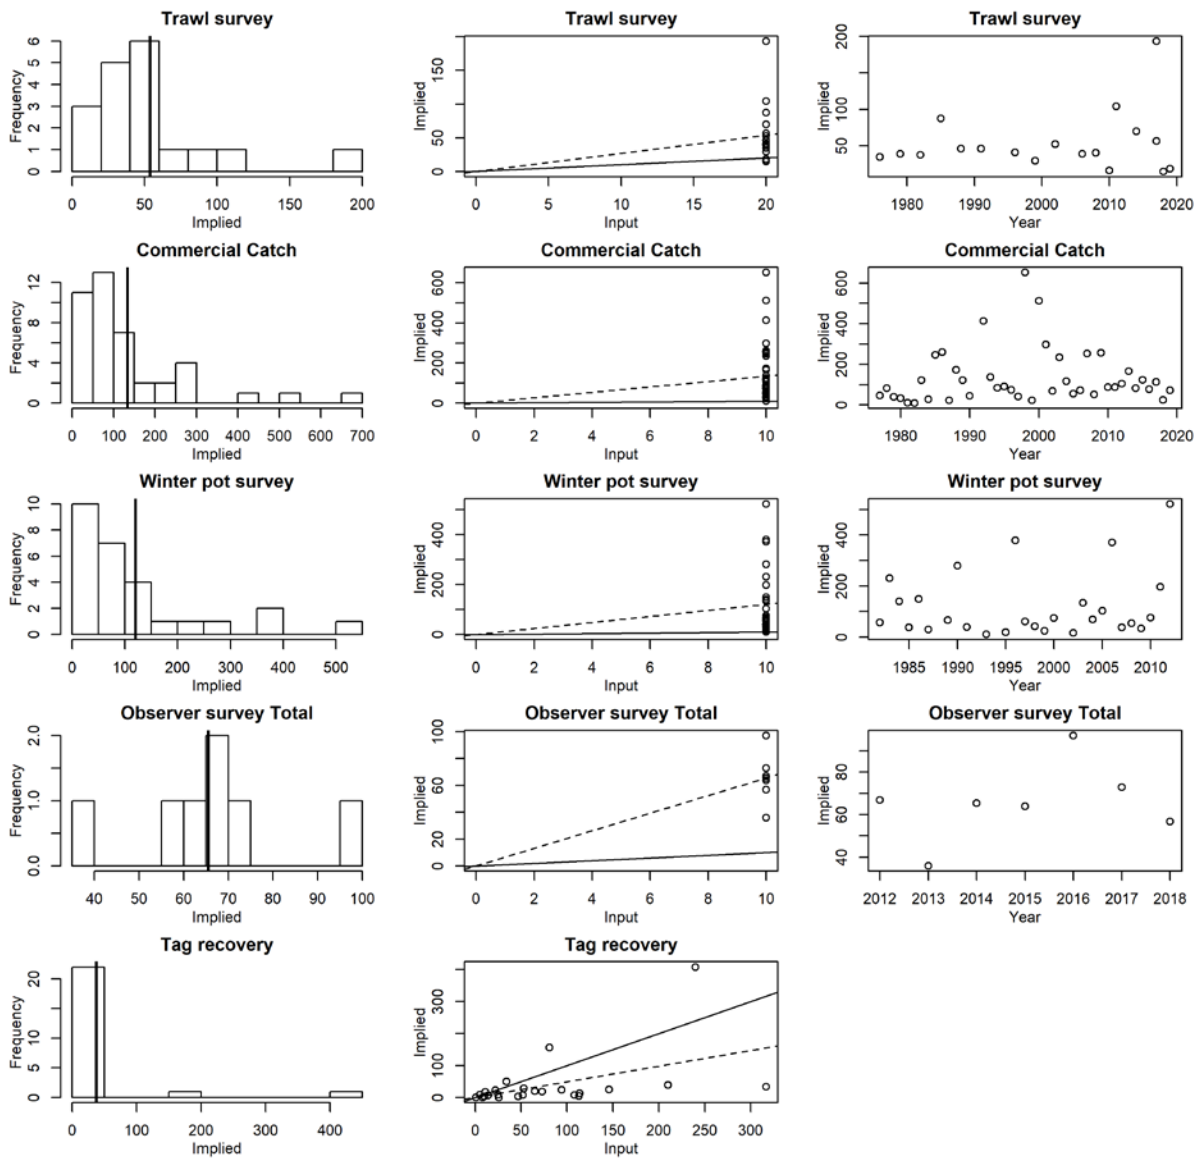 Trawl survey
Frequency
0 1 2 3 4 5 6
0 50 100 150 200
Implied
Trawl survey
Implied
0 50 150
0 5 10 15 20
Input
Trawl survey
Implied
50 100 200
1980 1990 2000 2010 2020
Year
Commercial Catch
Frequency
0 4 8 12
0 100 200 300 400 500 600 700
Implied
Commercial Catch
Implied
0 200 400 600
0 2 4 6 8 10
Input
Commercial Catch
Implied
0 200 400 600
1980 1990 2000 2010 2020
Year
Winter pot survey
Frequency
0 2 4 6 8 10
0 100 200 300 400 500
Implied
Winter pot survey
Implied
0 200 400
0 2 4 6 8 10
Input
Winter pot survey
Implied
0 200 400
1985 1990 1995 2000 2005 2010
Year
Observer survey Total
Frequency
0.0 1.0 2.0
40 50 60 70 80 90 100
Implied
Observer survey Total
Implied
0 20 60 100
0 2 4 6 8 10
Input
Observer survey Total
Implied
40 60 80
2012 2013 2014 2015 2016 2017 2018
Year
Tag recovery
Frequency
0 5 10 20
0 100 200 300 400
Implied
Tag recovery
Implied
0 100 300
0 50 100 150 200 250 300
Input